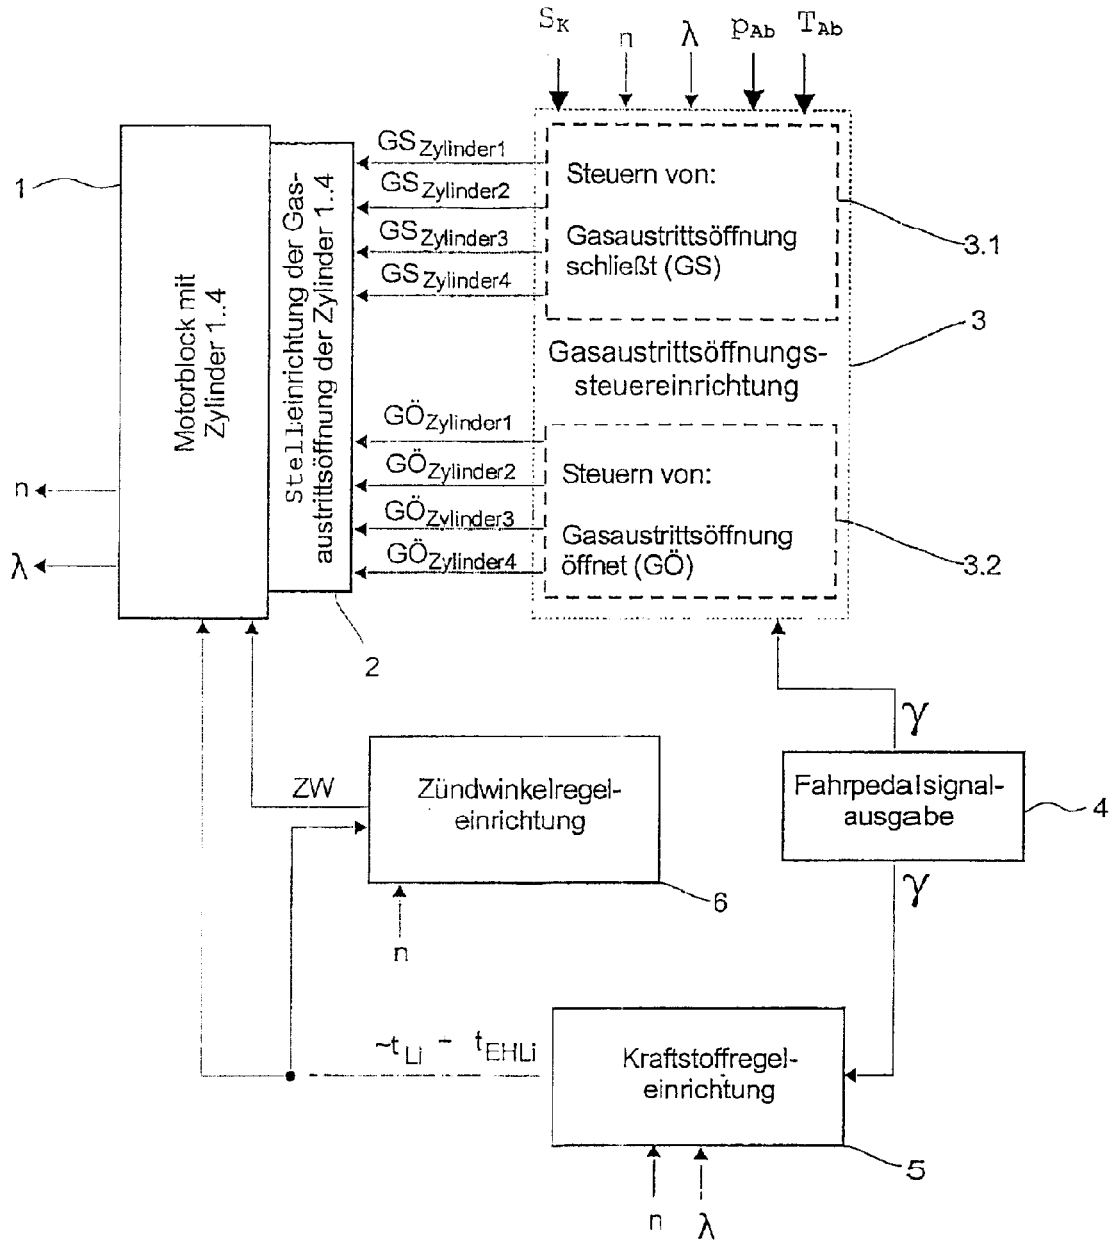 S_K n λ p_Ab T_Ab
1
Motorblock mit
Zylinder 1..4
Stelleinrichtung der Gas-
austrittsöffnung der Zylinder 1..4
GS_Zylinder1
GS_Zylinder2
GS_Zylinder3
GS_Zylinder4
Steuern von:
Gasaustrittsöffnung
schließt (GS)
3.1
3
Gasaustrittsöffnungs-
steuereinrichtung
GÖ_Zylinder1
GÖ_Zylinder2
GÖ_Zylinder3
GÖ_Zylinder4
Steuern von:
Gasaustrittsöffnung
öffnet (GÖ)
3.2
n
λ
2
γ
ZW
Zündwinkelregel-
einrichtung
6
n
Fahrpedalsignal-
ausgabe
4
γ
~t_Li - t_EHLi
Kraftstoffregel-
einrichtung
5
n λ